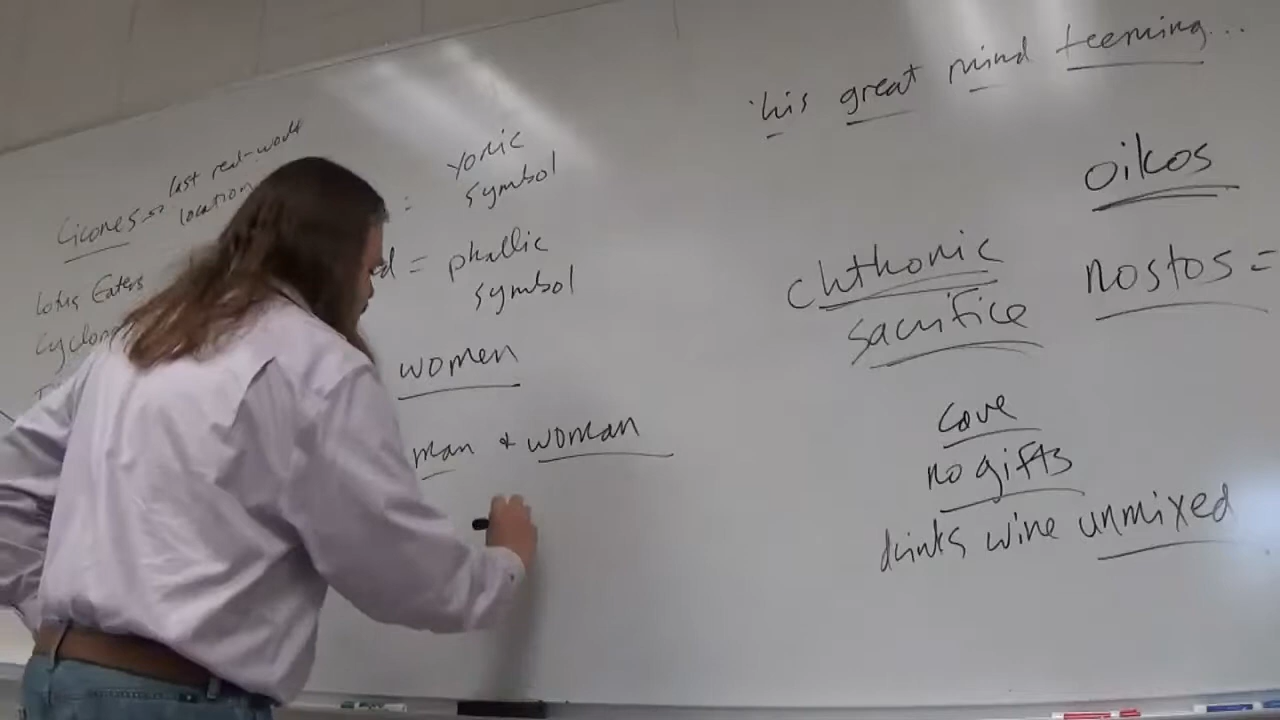 his great mind teeming...
Cicones → last real-world
location
Lotus Eaters
: yonic
symbol
d = phallic
symbol
women
man + woman
oikos
nostos =
chthonic
sacrifice
cave
no gifts
drinks wine unmixed